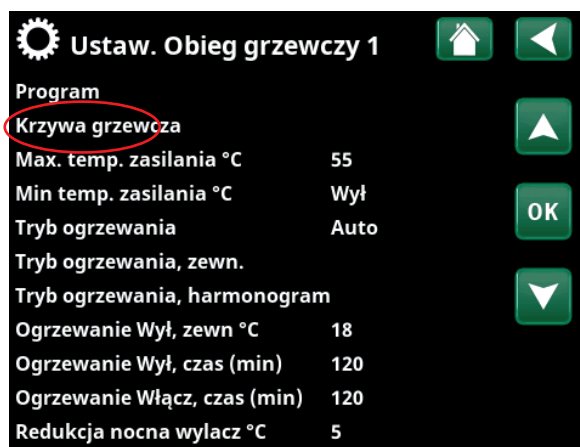 Ustaw. Obieg grzewczy 1
Program
Krzywa grzewcza
Max. temp. zasilania °C 55
Min temp. zasilania °C Wył
Tryb ogrzewania Auto
OK
Tryb ogrzewania, zewn.
Tryb ogrzewania, harmonogram
Ogrzewanie Wył, zewn °C 18
Ogrzewanie Wył, czas (min) 120
Ogrzewanie Włącz, czas (min) 120
Redukcja nocna wylacz °C 5